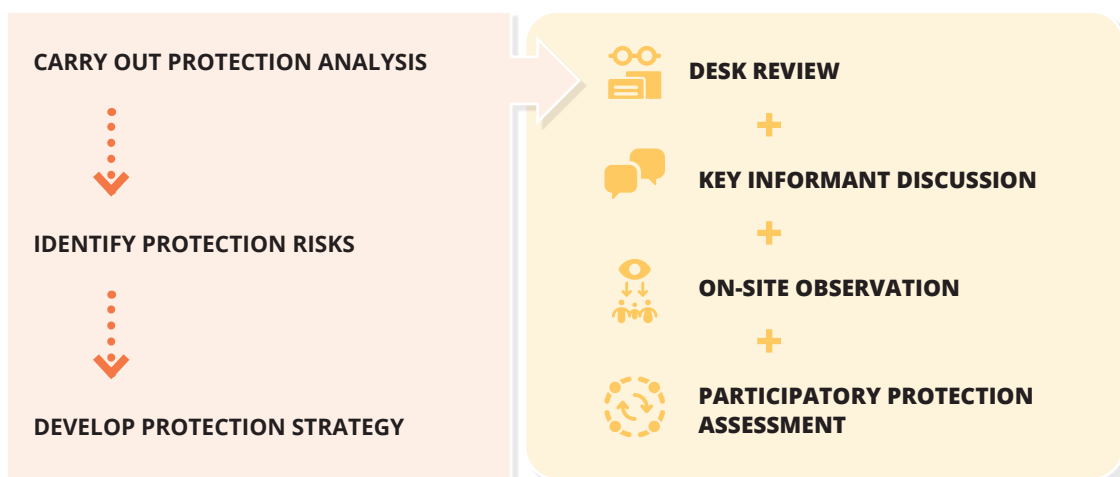 CARRY OUT PROTECTION ANALYSIS
IDENTIFY PROTECTION RISKS
DEVELOP PROTECTION STRATEGY
DESK REVIEW
+
KEY INFORMANT DISCUSSION
+
ON-SITE OBSERVATION
+
PARTICIPATORY PROTECTION
ASSESSMENT